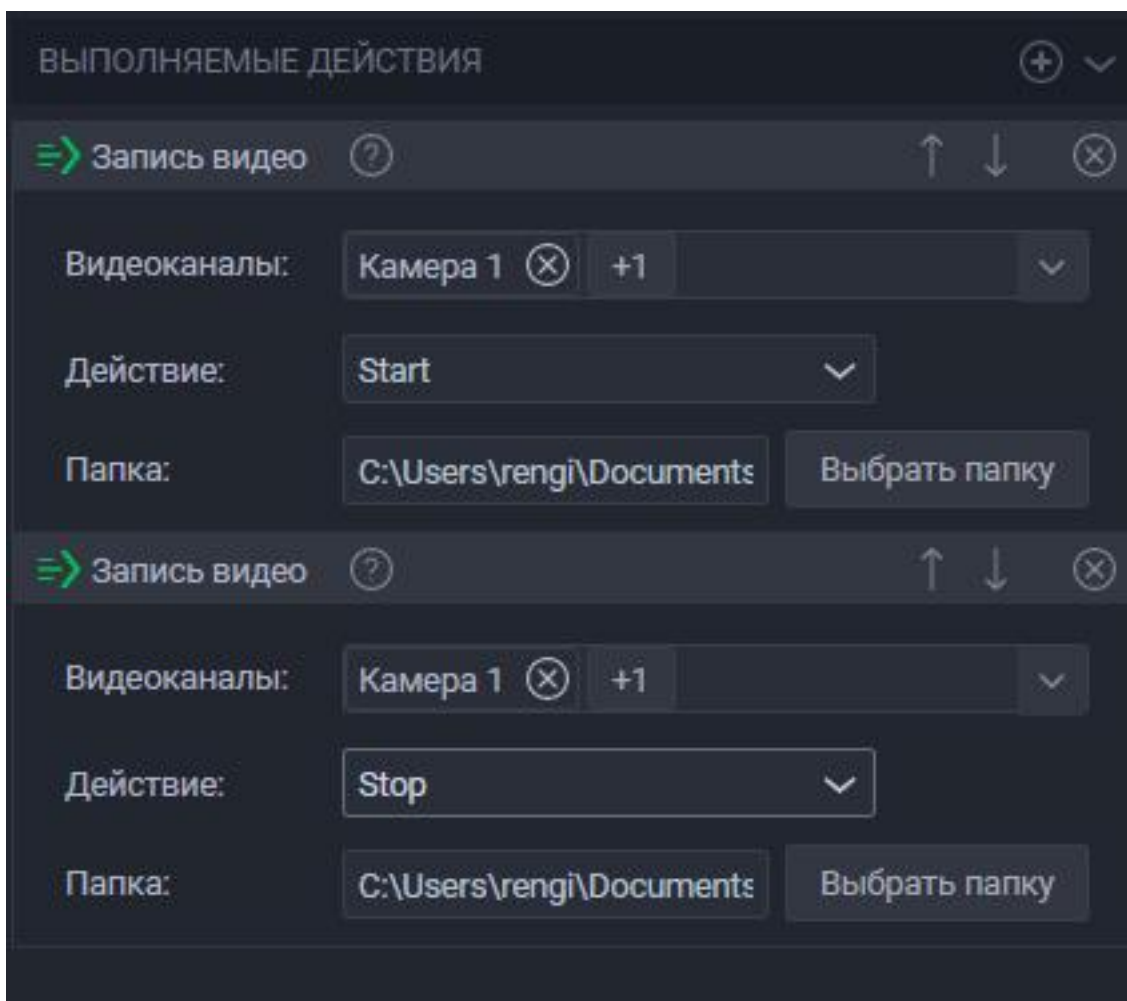 ВЫПОЛНЯЕМЫЕ ДЕЙСТВИЯ
Запись видео
Видеоканалы: Камера 1 +1
Действие: Start
Папка: C:\Users\rengi\Documents Выбрать папку
Запись видео
Видеоканалы: Камера 1 +1
Действие: Stop
Папка: C:\Users\rengi\Documents Выбрать папку